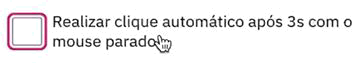 Realizar clique automático após 3s com o
mouse parado